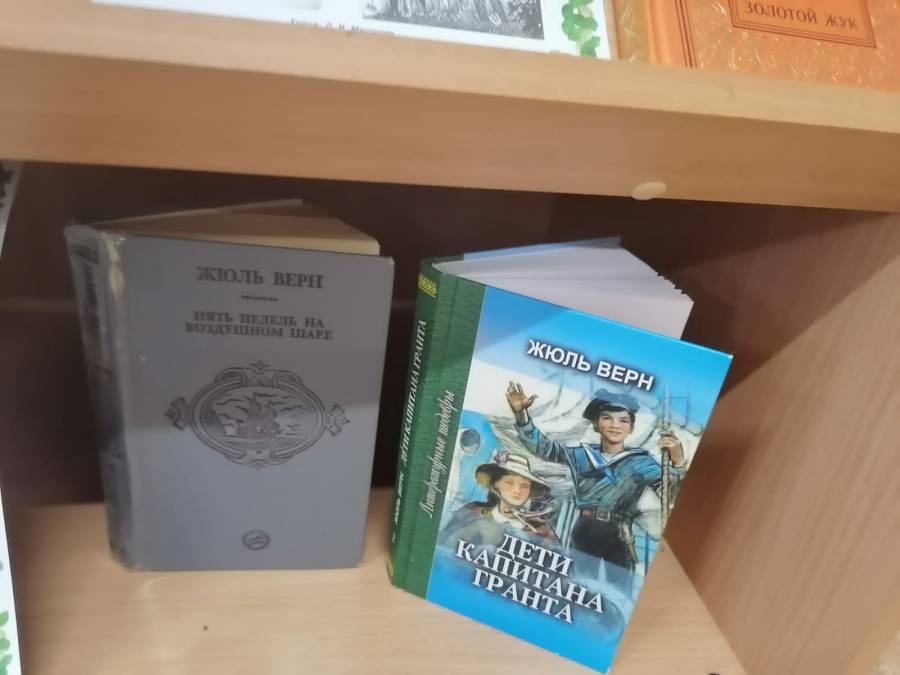 ЗОЛОТОЙ ЖУК
ЖЮЛЬ ВЕРН
ПЯТЬ НЕДЕЛЬ НА
ВОЗДУШНОМ ШАРЕ
ЖЮЛЬ ВЕРН ДЕТИ КАПИТАНА ГРАНТА
Литературные шедевры
ЖЮЛЬ ВЕРН
ДЕТИ
КАПИТАНА
ГРАНТА